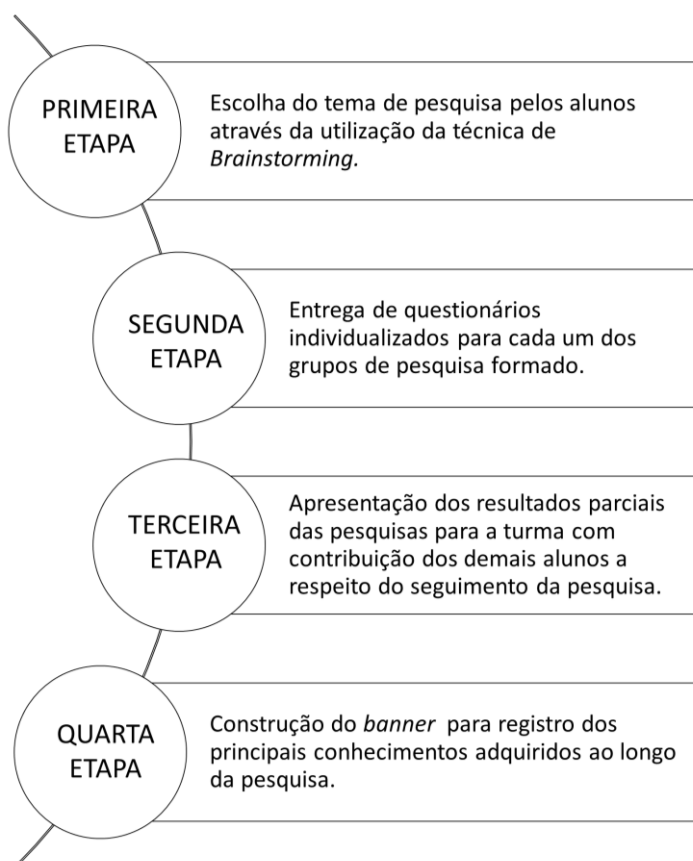 PRIMEIRA
ETAPA
Escolha do tema de pesquisa pelos alunos
através da utilização da técnica de
Brainstorming.
SEGUNDA
ETAPA
Entrega de questionários
individualizados para cada um dos
grupos de pesquisa formado.
TERCEIRA
ETAPA
Apresentação dos resultados parciais
das pesquisas para a turma com
contribuição dos demais alunos a
respeito do seguimento da pesquisa.
QUARTA
ETAPA
Construção do banner para registro dos
principais conhecimentos adquiridos ao longo
da pesquisa.